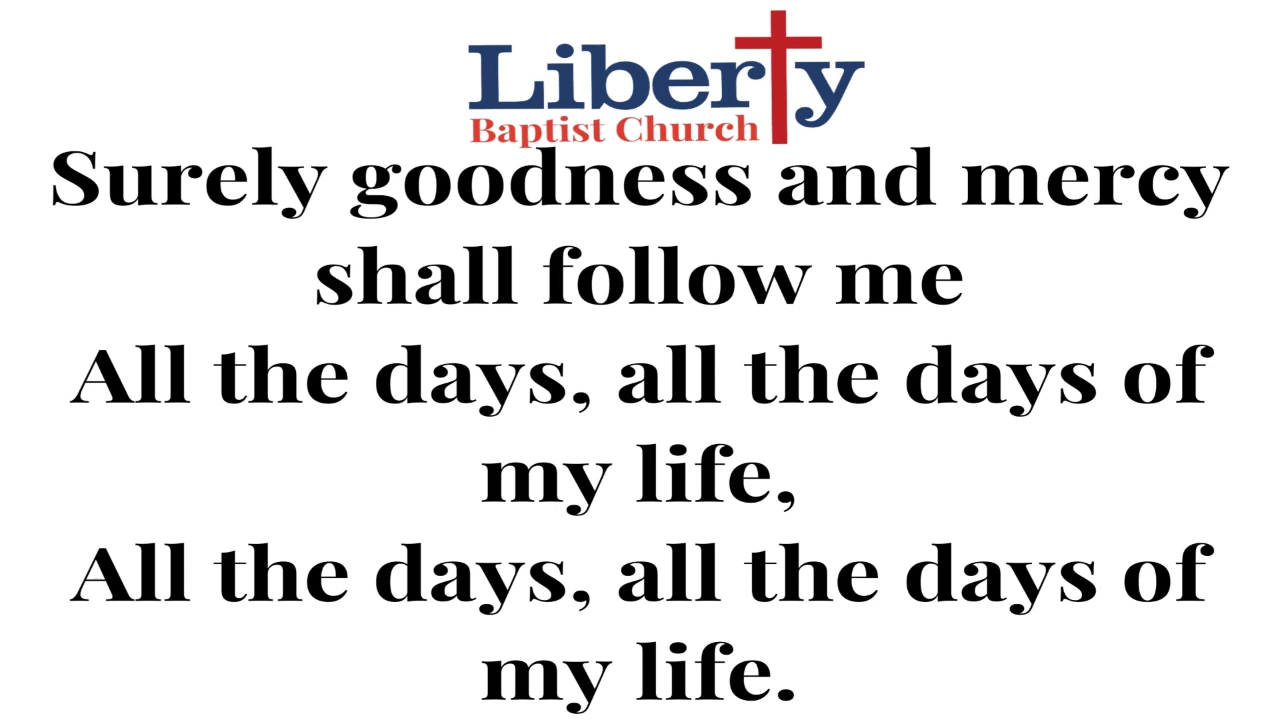 Liberty
Baptist Church
Surely goodness and mercy
shall follow me
All the days, all the days of
my life,
All the days, all the days of
my life.